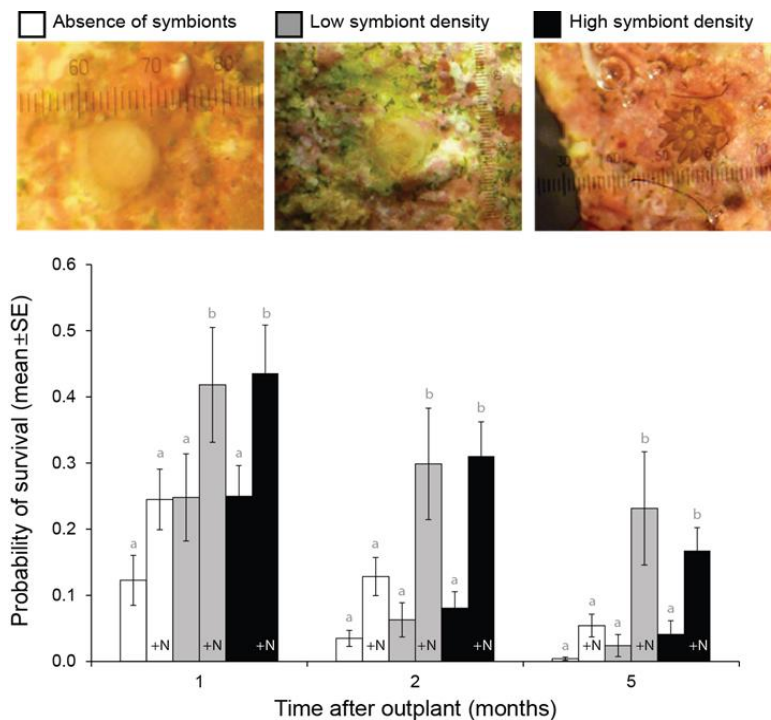 Absence of symbionts
Low symbiont density
High symbiont density
60 70 80
50 60 70
Probability of survival (mean±SE)
0.6
0.5
0.4
0.3
0.2
0.1
0.0
a a a b a b
a a a b a b
a a a b a b
+N +N +N
+N +N +N
+N +N +N
1 2 5
Time after outplant (months)